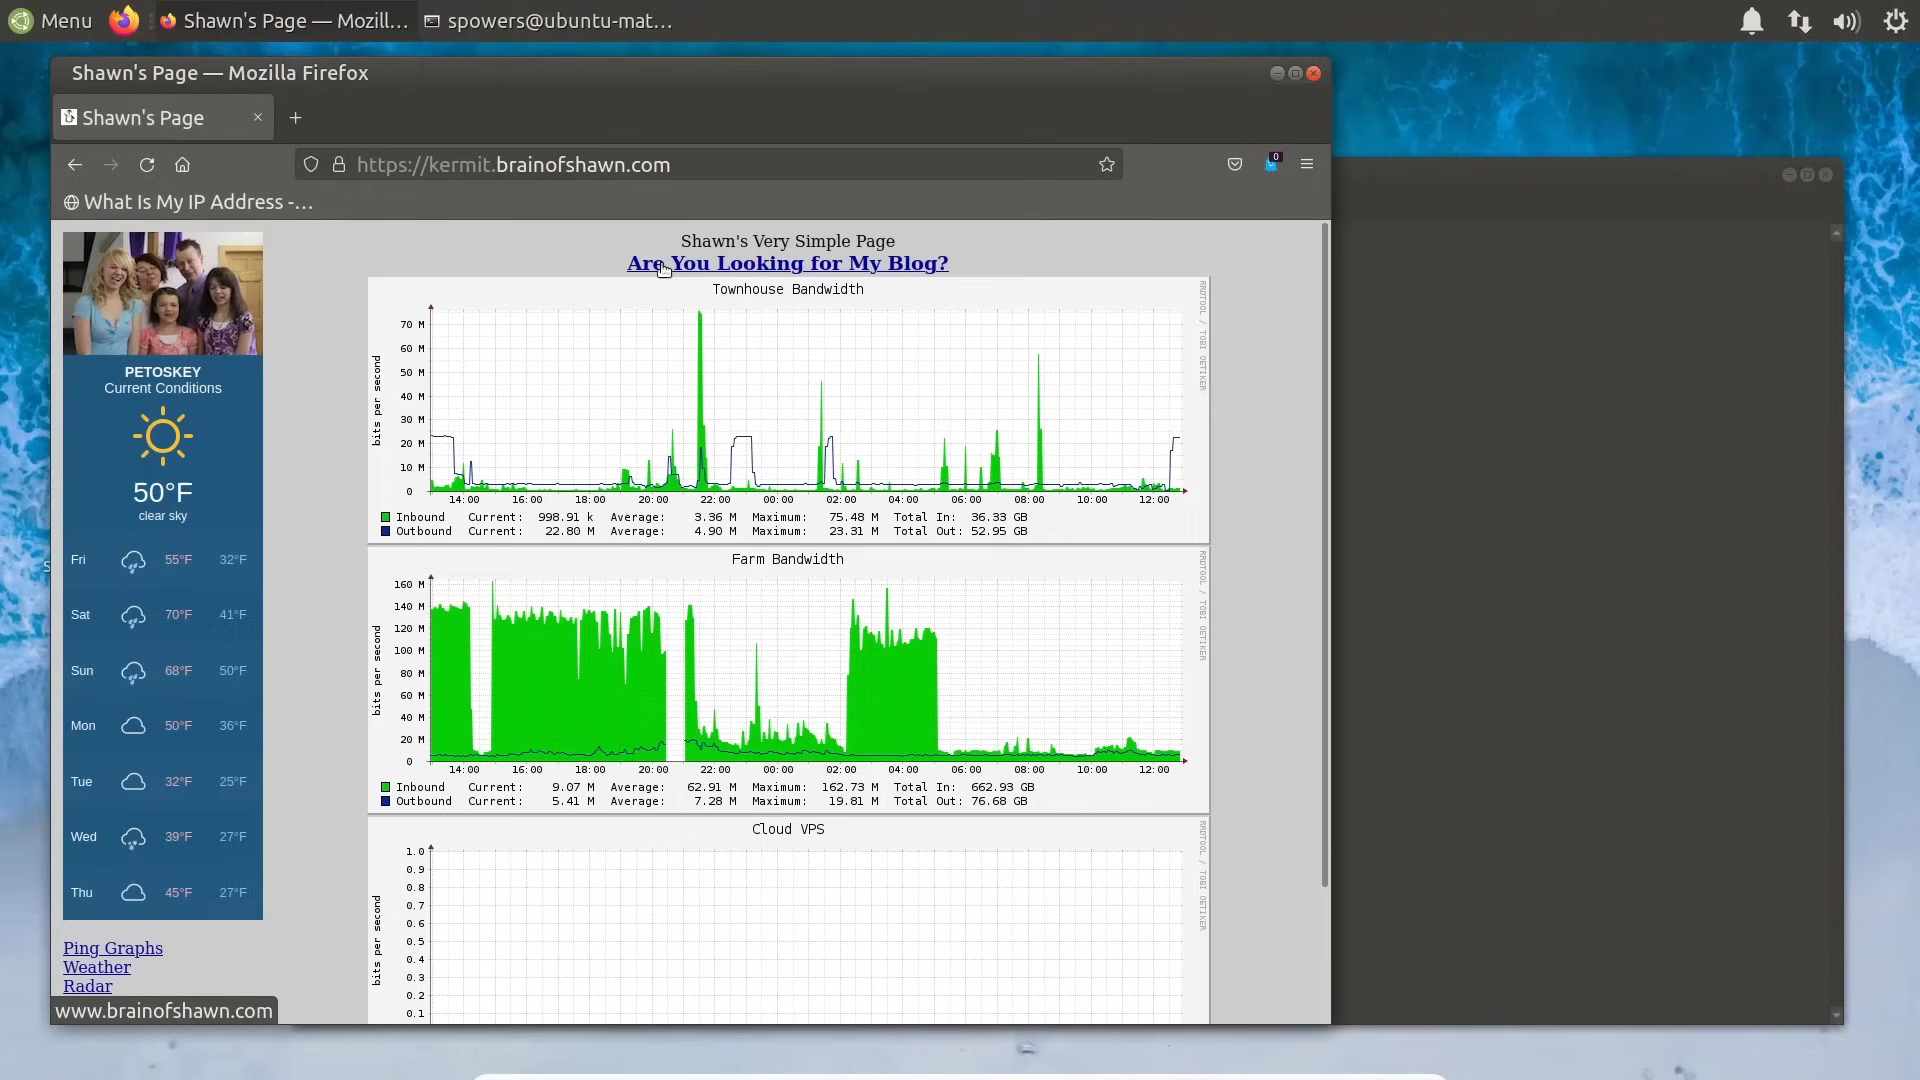 Menu
Shawn's Page — Mozill...
spowers@ubuntu-mat...
Shawn's Page — Mozilla Firefox
Shawn's Page
https://kermit.brainofshawn.com
0
What Is My IP Address -...
Shawn's Very Simple Page
Are You Looking for My Blog?
PETOSKEY
Current Conditions
50°F
clear sky
Fri 55°F 32°F
Sat 70°F 41°F
Sun 68°F 50°F
Mon 50°F 36°F
Tue 32°F 25°F
Wed 39°F 27°F
Thu 45°F 27°F
Ping Graphs
Weather
Radar
www.brainofshawn.com
Townhouse Bandwidth
RRDTOOL / TOBI OETIKER
bits per second
70 M
60 M
50 M
40 M
30 M
20 M
10 M
0
14:00 16:00 18:00 20:00 22:00 00:00 02:00 04:00 06:00 08:00 10:00 12:00
Inbound Current: 998.91 k Average: 3.36 M Maximum: 75.48 M Total In: 36.33 GB
Outbound Current: 22.80 M Average: 4.90 M Maximum: 23.31 M Total Out: 52.95 GB
Farm Bandwidth
RRDTOOL / TOBI OETIKER
bits per second
160 M
140 M
120 M
100 M
80 M
60 M
40 M
20 M
0
14:00 16:00 18:00 20:00 22:00 00:00 02:00 04:00 06:00 08:00 10:00 12:00
Inbound Current: 9.07 M Average: 62.91 M Maximum: 162.73 M Total In: 662.93 GB
Outbound Current: 5.41 M Average: 7.28 M Maximum: 19.81 M Total Out: 76.68 GB
Cloud VPS
RRDTOOL / TOBI OETIKER
bits per second
1.0
0.9
0.8
0.7
0.6
0.5
0.4
0.3
0.2
0.1